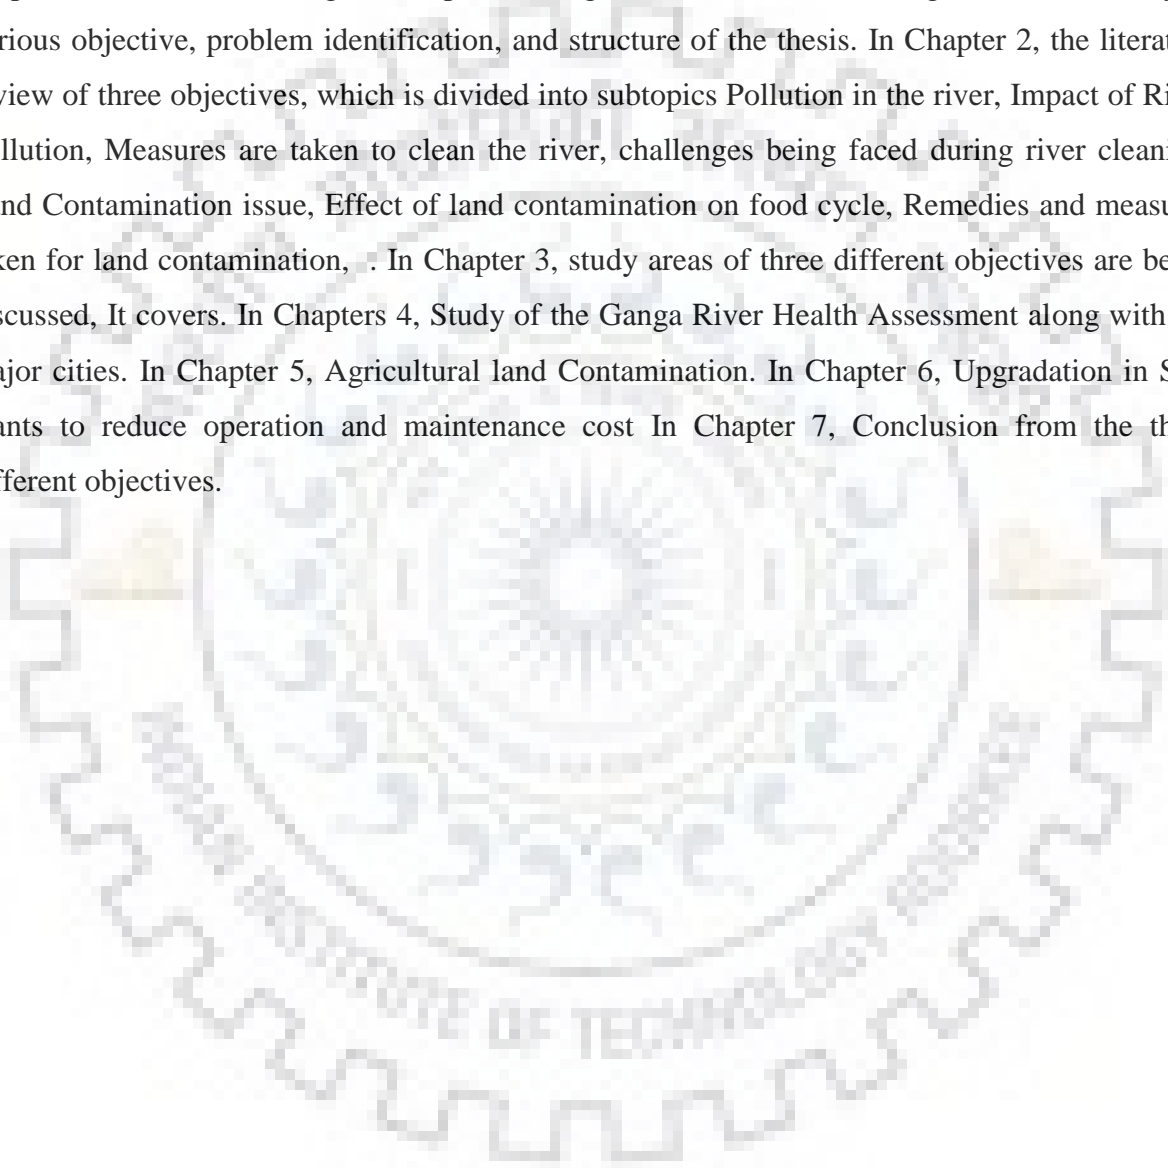 rious objective, problem identification, and structure of the thesis. In Chapter 2, the literat
view of three objectives, which is divided into subtopics Pollution in the river, Impact of Ri
llution, Measures are taken to clean the river, challenges being faced during river cleani
nd Contamination issue, Effect of land contamination on food cycle, Remedies and measu
ken for land contamination,  . In Chapter 3, study areas of three different objectives are be
scussed, It covers. In Chapters 4, Study of the Ganga River Health Assessment along with
ajor cities. In Chapter 5, Agricultural land Contamination. In Chapter 6, Upgradation in S
ants to reduce operation and maintenance cost In Chapter 7, Conclusion from the th
fferent objectives.
INSTITUTE OF TECHNOLOGY